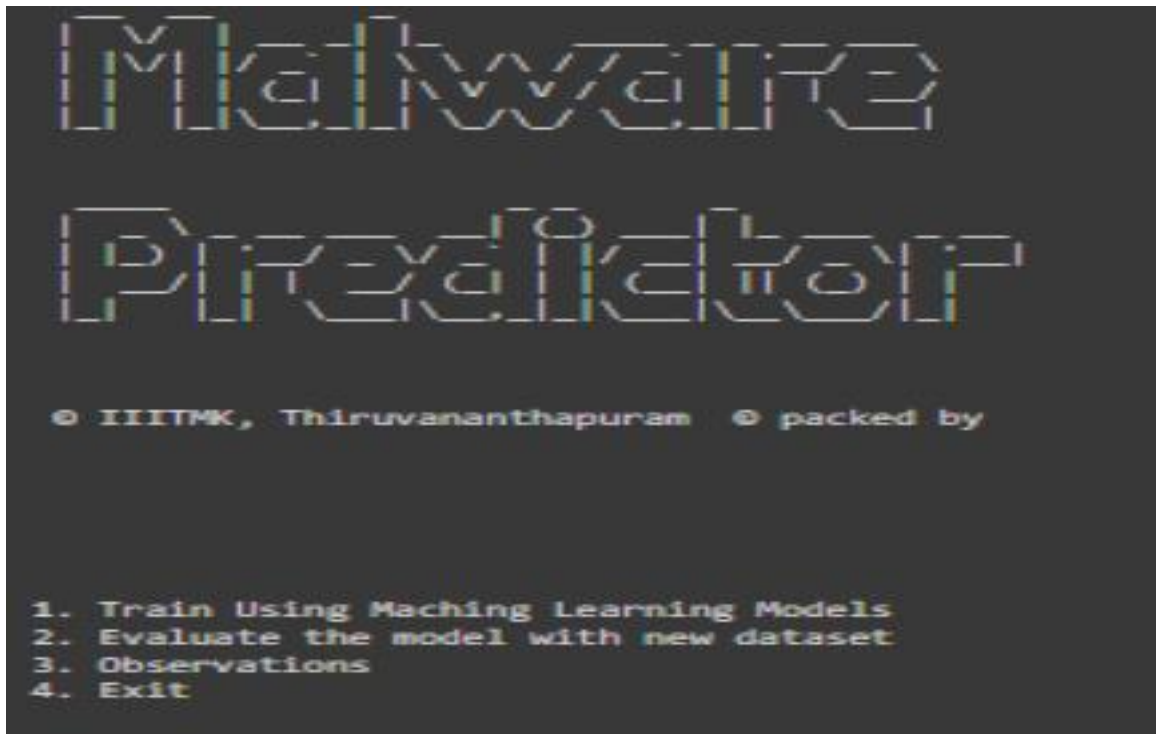 Malware
Predictor
© IIITMK, Thiruvananthapuram © packed by
1. Train Using Maching Learning Models
2. Evaluate the model with new dataset
3. Observations
4. Exit